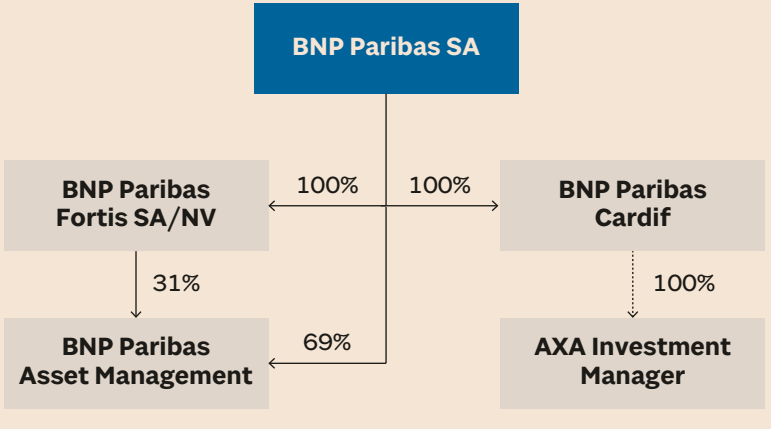 BNP Paribas SA
BNP Paribas
Fortis SA/NV
100%
100%
BNP Paribas
Cardif
31%
100%
BNP Paribas
Asset Management
69%
AXA Investment
Manager